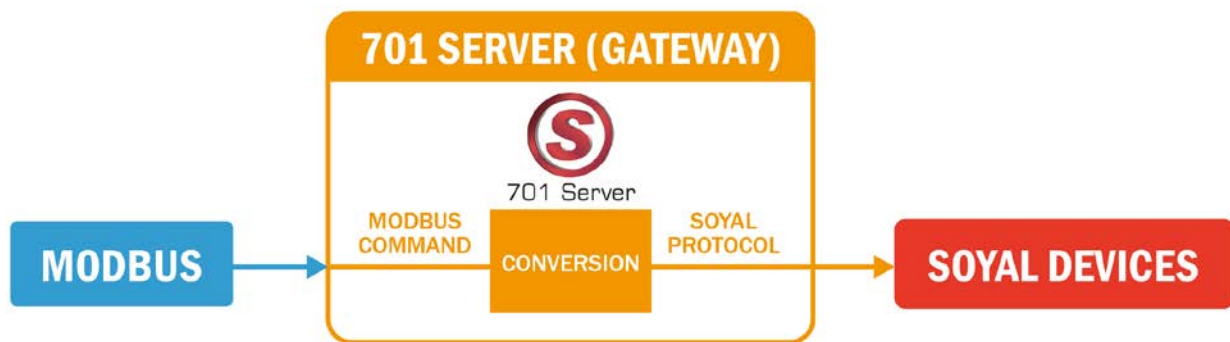 701 SERVER (GATEWAY)
S
701 Server
MODBUS
COMMAND
SOYAL
PROTOCOL
MODBUS
CONVERSION
SOYAL DEVICES